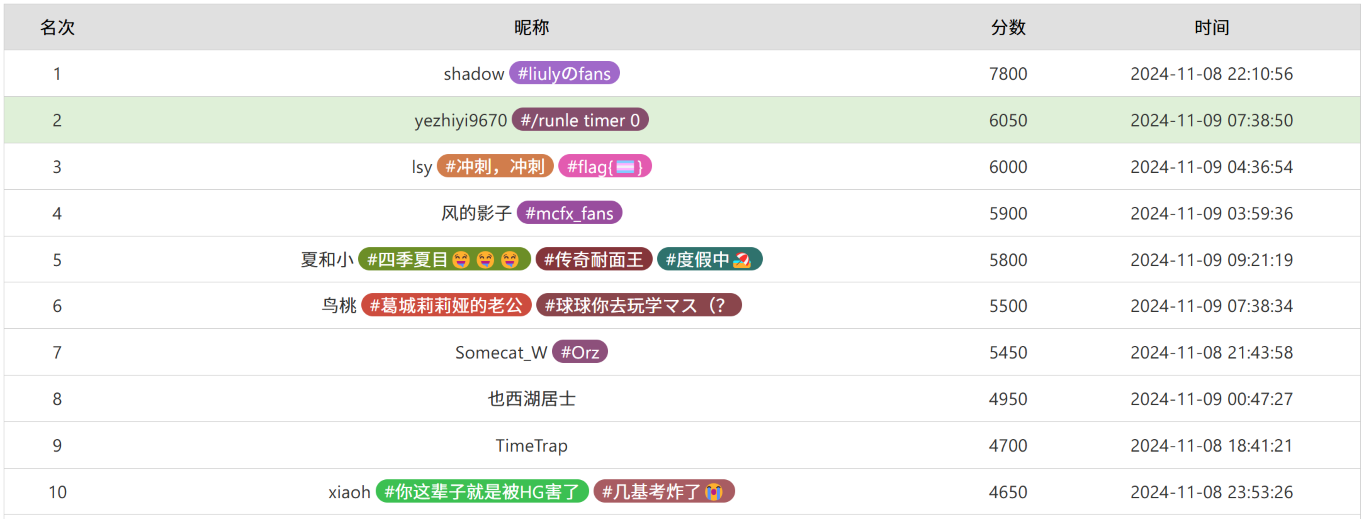 名次 昵称 分数 时间
1 shadow #liulyのfans 7800 2024-11-08 22:10:56
2 yezhiyi9670 #/runle timer 0 6050 2024-11-09 07:38:50
3 lsy #冲刺，冲刺 #flag{🏳️‍⚧️} 6000 2024-11-09 04:36:54
4 风的影子 #mcfx_fans 5900 2024-11-09 03:59:36
5 夏和小 #四季夏目😝😝😝 #传奇耐面王 #度假中🏖️ 5800 2024-11-09 09:21:19
6 鸟桃 #葛城莉莉娅的老公 #球球你去玩学マス（? 5500 2024-11-09 07:38:34
7 Somecat_W #Orz 5450 2024-11-08 21:43:58
8 也西湖居士 4950 2024-11-09 00:47:27
9 TimeTrap 4700 2024-11-08 18:41:21
10 xiaoh #你这辈子就是被HG害了 #几基考炸了😭 4650 2024-11-08 23:53:26